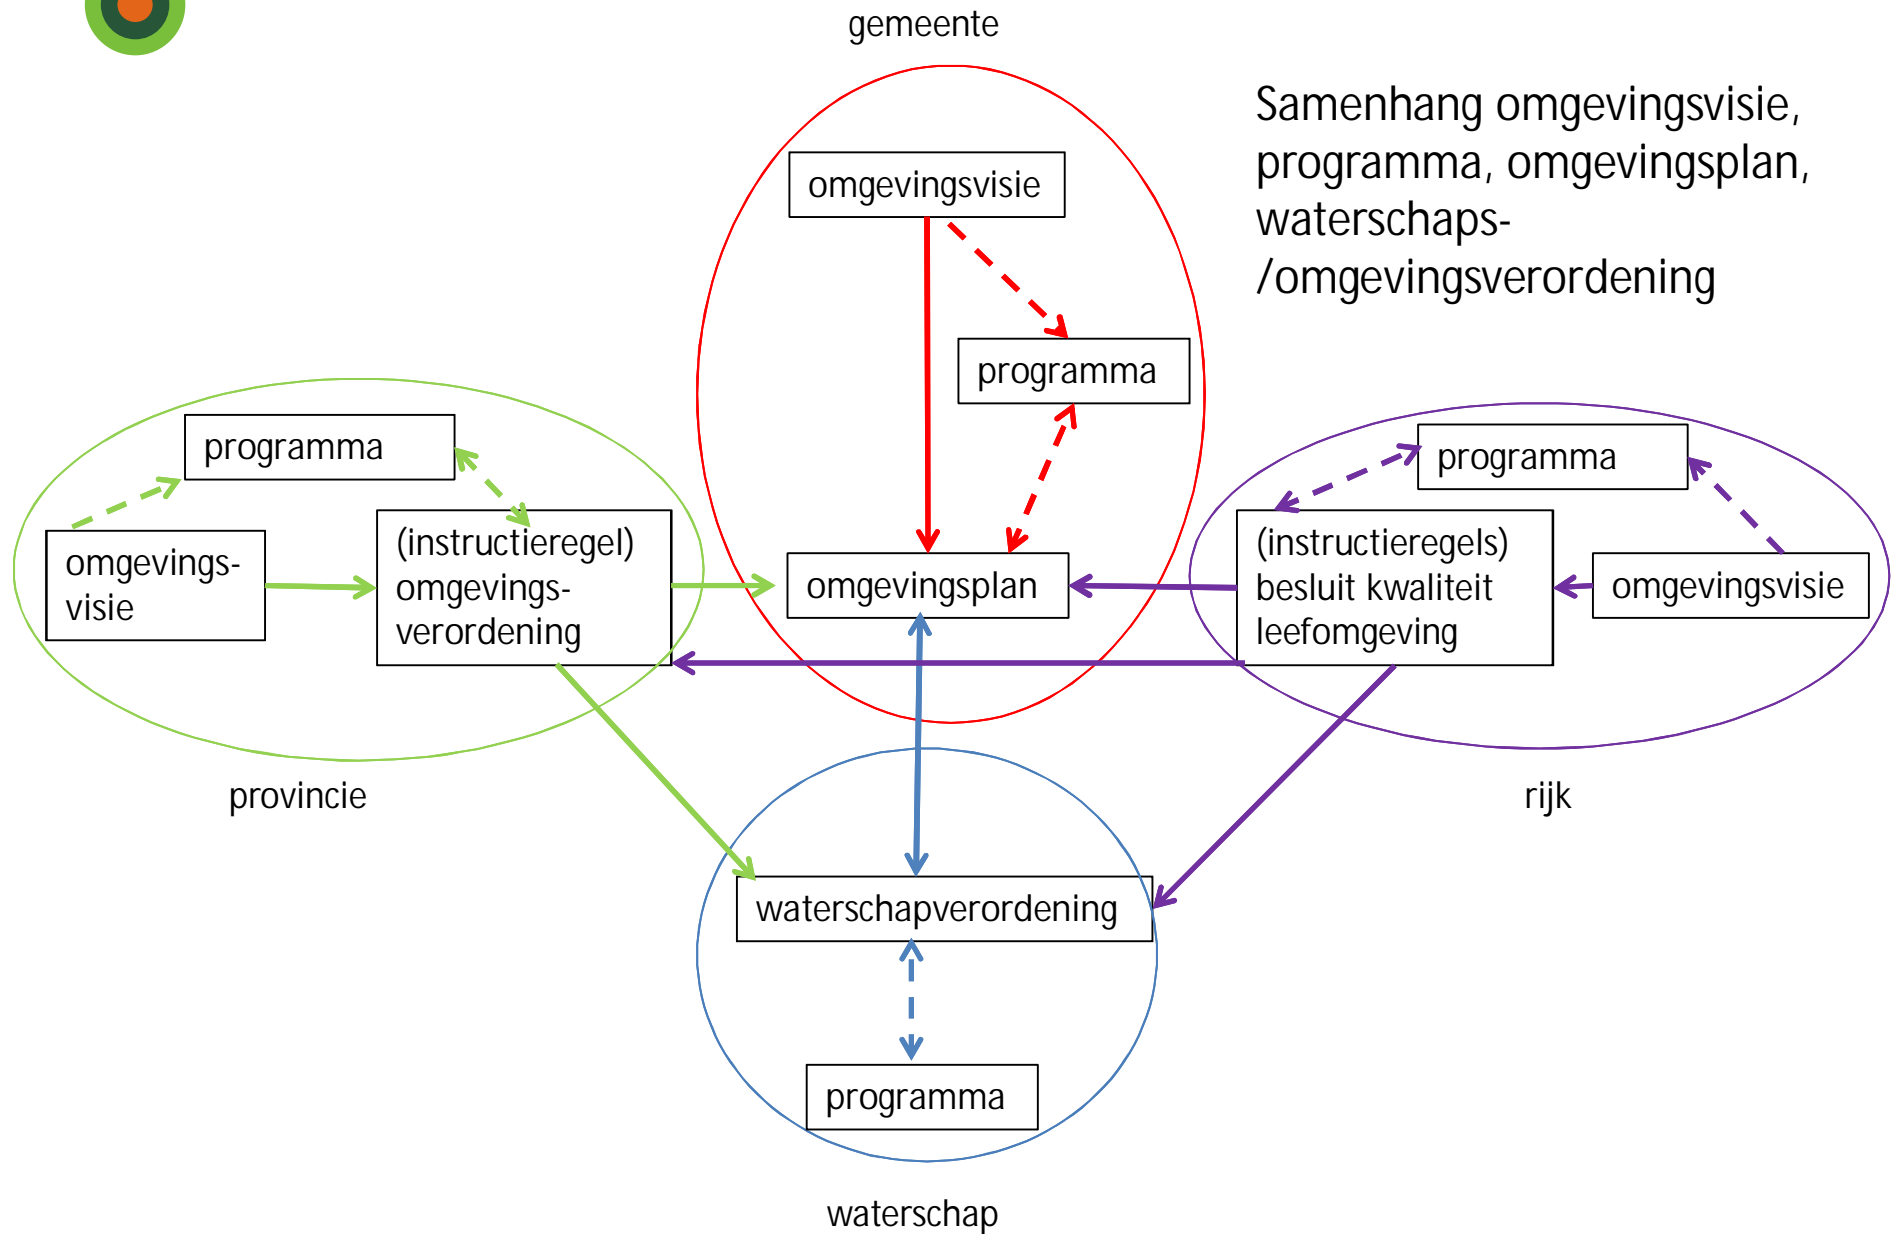 gemeente
Samenhang omgevingsvisie,
programma, omgevingsplan,
waterschaps-
/omgevingsverordening
omgevingsvisie
programma
omgevingsplan
programma
omgevings-
visie
(instructieregel)
omgevings-
verordening
provincie
programma
(instructieregels)
besluit kwaliteit
leefomgeving
omgevingsvisie
rijk
waterschapverordening
programma
waterschap